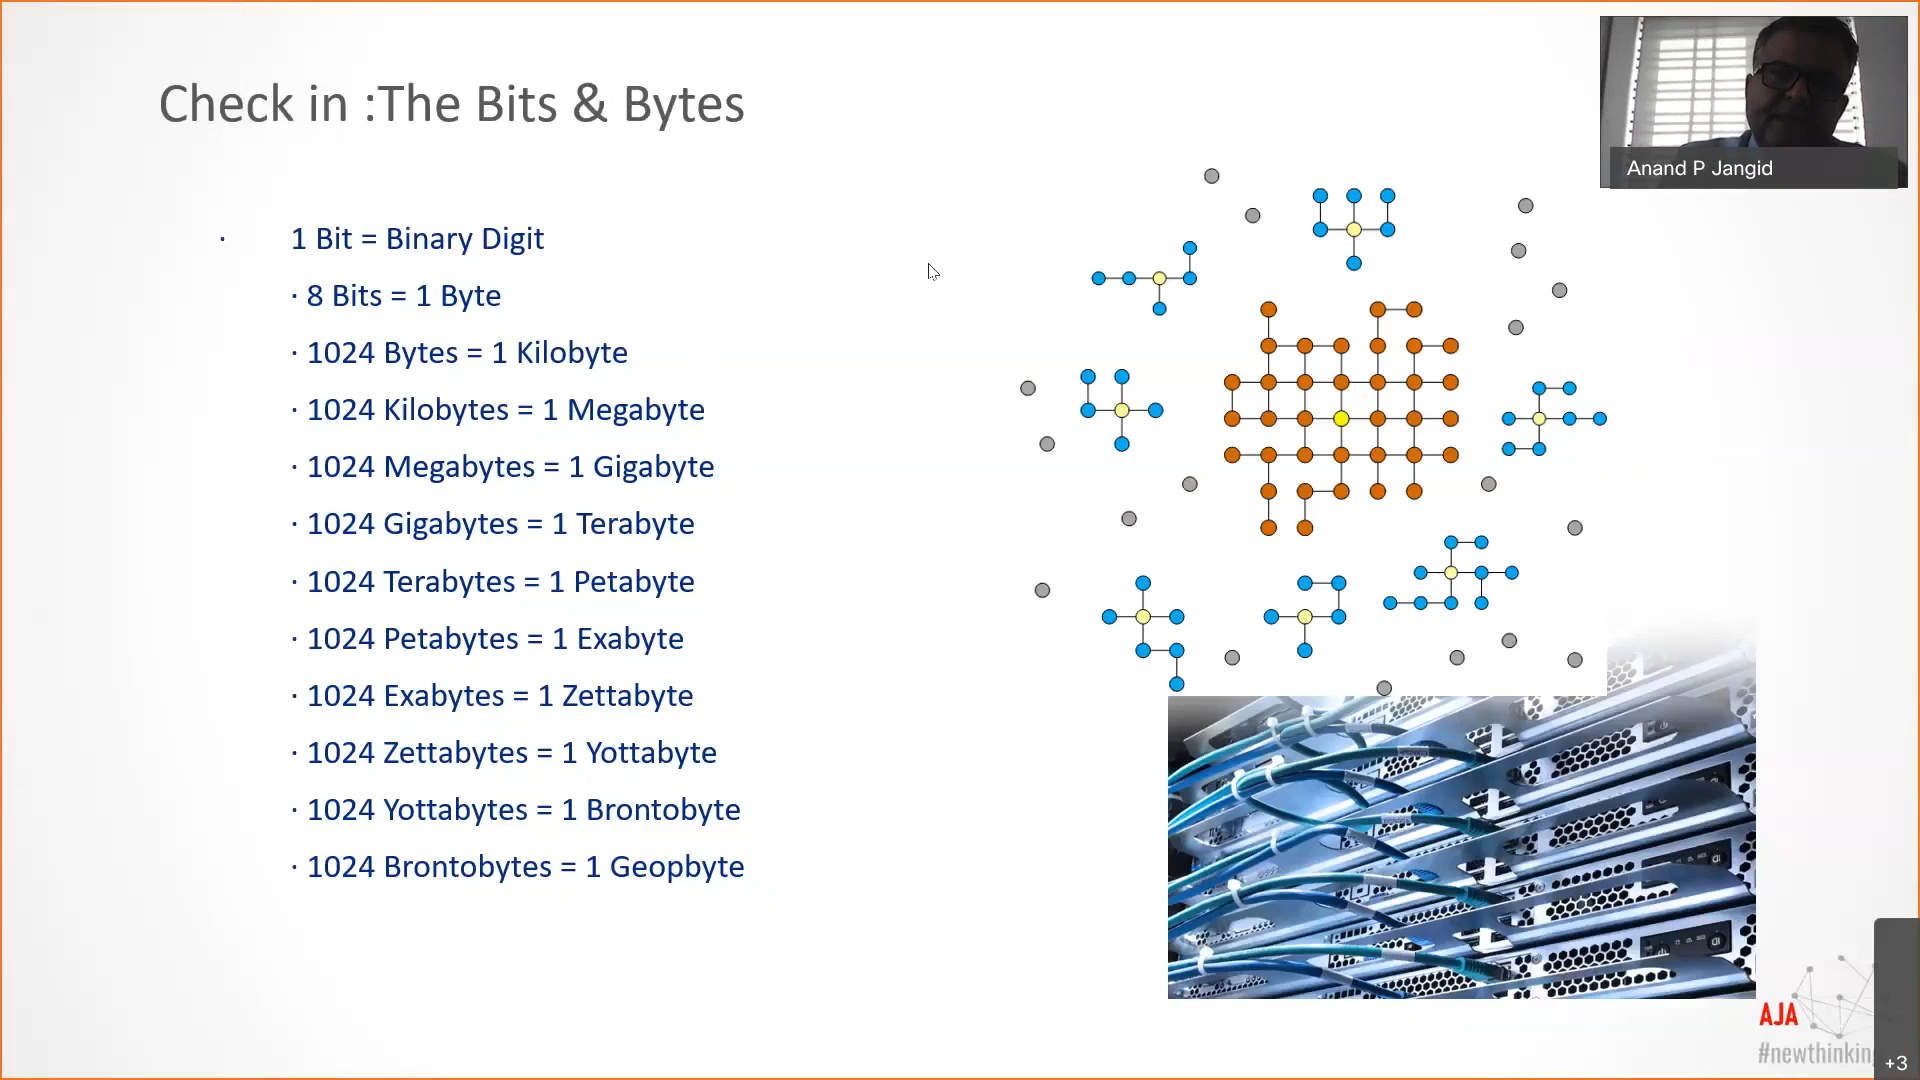 Check in :The Bits & Bytes
Anand P Jangid
· 1 Bit = Binary Digit
· 8 Bits = 1 Byte
· 1024 Bytes = 1 Kilobyte
· 1024 Kilobytes = 1 Megabyte
· 1024 Megabytes = 1 Gigabyte
· 1024 Gigabytes = 1 Terabyte
· 1024 Terabytes = 1 Petabyte
· 1024 Petabytes = 1 Exabyte
· 1024 Exabytes = 1 Zettabyte
· 1024 Zettabytes = 1 Yottabyte
· 1024 Yottabytes = 1 Brontobyte
· 1024 Brontobytes = 1 Geopbyte
AJA
#newthinkin
+3